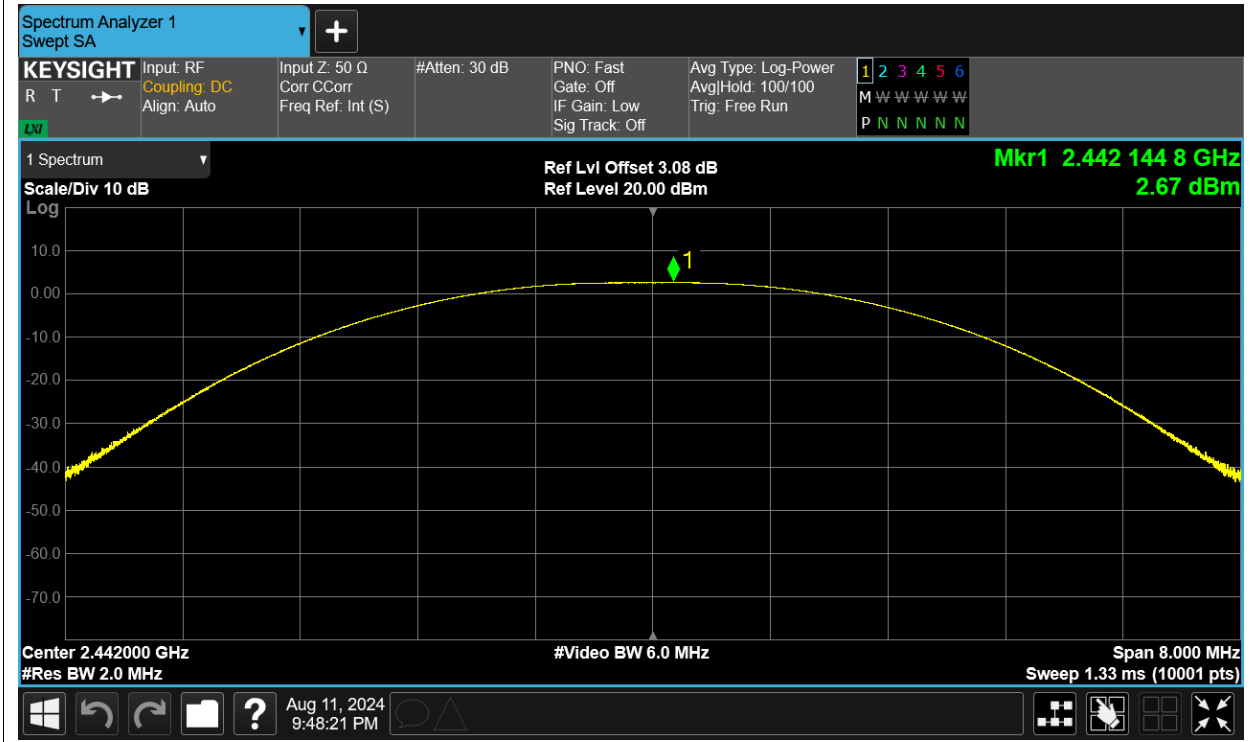 Spectrum Analyzer 1
Swept SA
KEYSIGHT
R T
LXI
Input: RF
Coupling: DC
Align: Auto
Input Z: 50 Ω
Corr CCorr
Freq Ref: Int (S)
#Atten: 30 dB
PNO: Fast
Gate: Off
IF Gain: Low
Sig Track: Off
Avg Type: Log-Power
Avg|Hold: 100/100
Trig: Free Run
1 2 3 4 5 6
M W W W W W
P N N N N N
1 Spectrum
Scale/Div 10 dB
Log
Ref Lvl Offset 3.08 dB
Ref Level 20.00 dBm
Mkr1 2.442 144 8 GHz
2.67 dBm
1
10.0
0.00
-10.0
-20.0
-30.0
-40.0
-50.0
-60.0
-70.0
Center 2.442000 GHz
#Res BW 2.0 MHz
#Video BW 6.0 MHz
Span 8.000 MHz
Sweep 1.33 ms (10001 pts)
?
Aug 11, 2024
9:48:21 PM